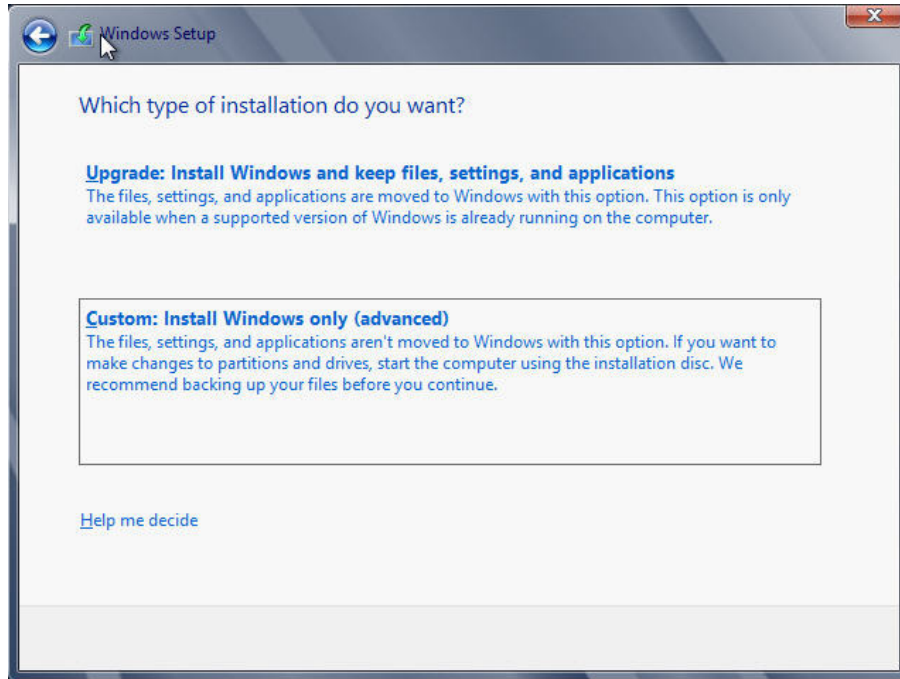 Windows Setup
Which type of installation do you want?
Upgrade: Install Windows and keep files, settings, and applications
The files, settings, and applications are moved to Windows with this option. This option is only
available when a supported version of Windows is already running on the computer.
Custom: Install Windows only (advanced)
The files, settings, and applications aren't moved to Windows with this option. If you want to
make changes to partitions and drives, start the computer using the installation disc. We
recommend backing up your files before you continue.
Help me decide